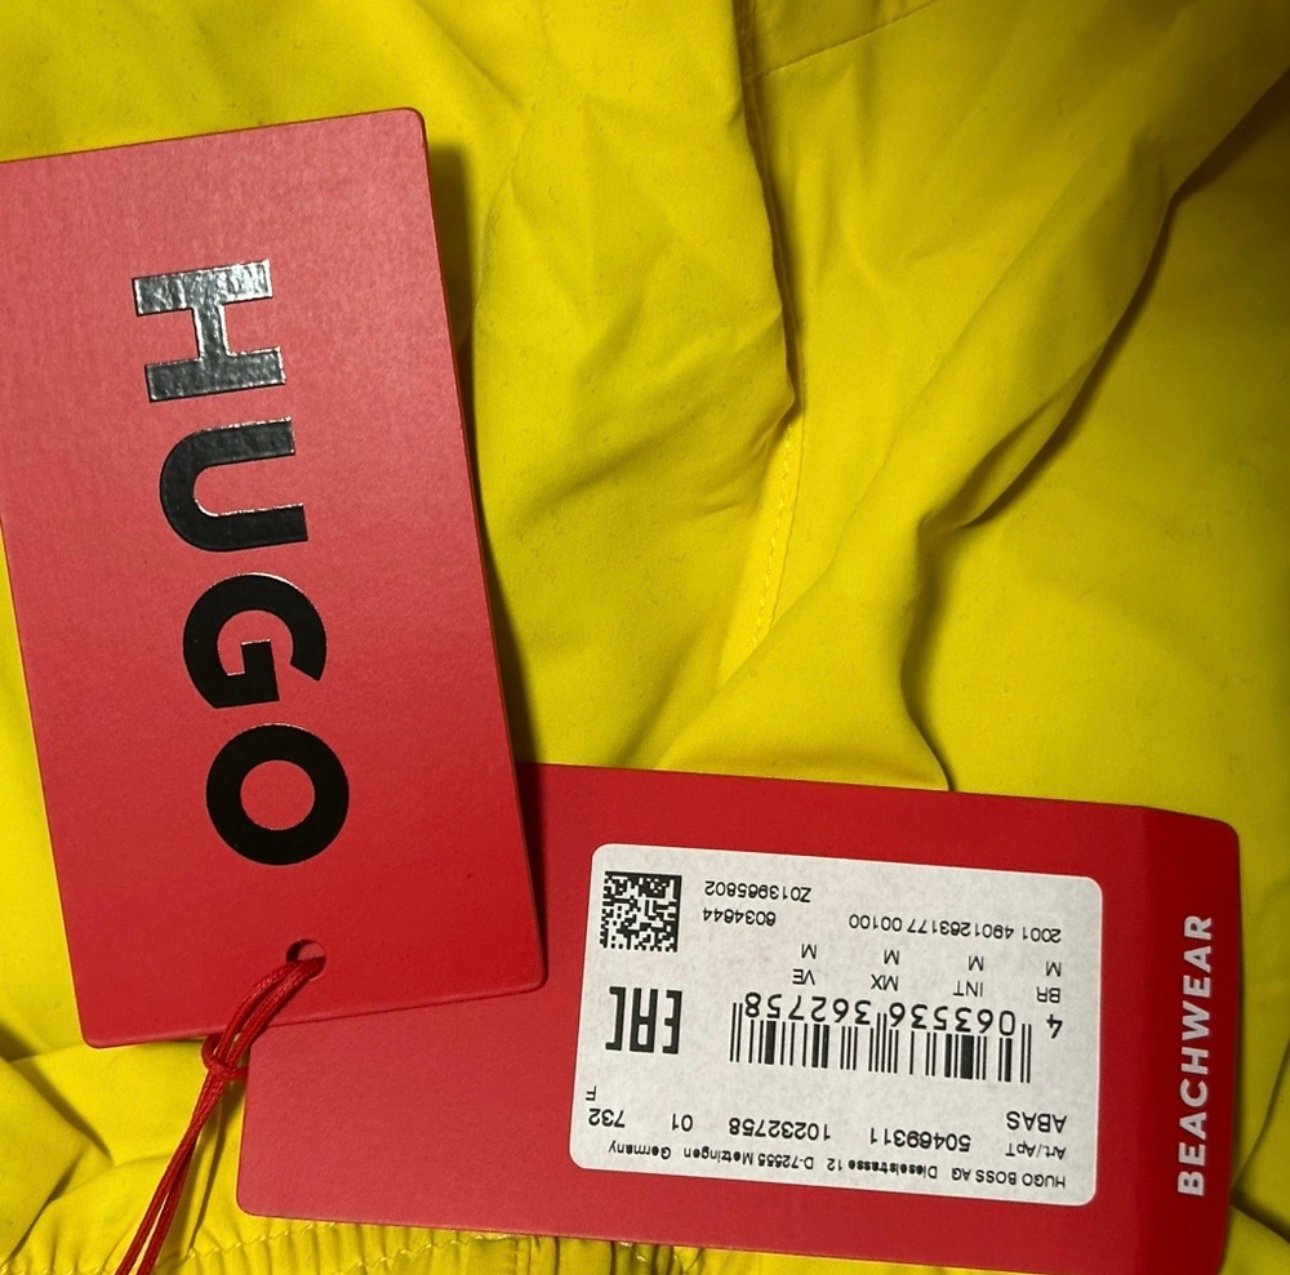 HUGO
HUGO BOSS AG Dieselstrasse 12 D-72555 Metzingen Germany
Art./ApT 50469311 10232758 01 732
ABAS F
4 063536 362758
EAC
BR INT MX VE
M M M M
2001 4901263177 00100 6034644
Z013965802
BEACHWEAR